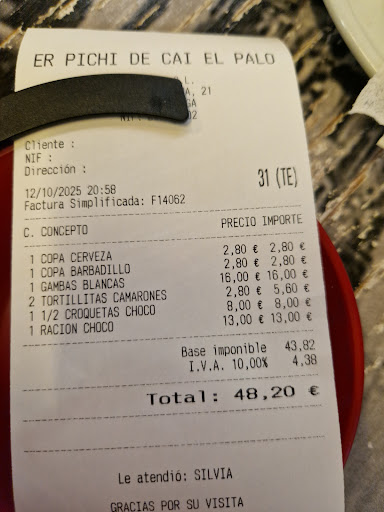 ER PICHI DE CAI EL PALO
L.
A, 21
GA
02
Cliente :
NIF :
Dirección :
12/10/2025 20:58
31 (TE)
Factura Simplificada: F14062
C. CONCEPTO PRECIO IMPORTE
1 COPA CERVEZA 2,80 € 2,80 €
1 COPA BARBADILLO 2,80 € 2,80 €
1 GAMBAS BLANCAS 16,00 € 16,00 €
2 TORTILLITAS CAMARONES 2,80 € 5,60 €
1 1/2 CROQUETAS CHOCO 8,00 € 8,00 €
1 RACION CHOCO 13,00 € 13,00 €
Base imponible 43,82
I.V.A. 10,00% 4,38
Total: 48,20 €
Le atendió: SILVIA
GRACIAS POR SU VISITA